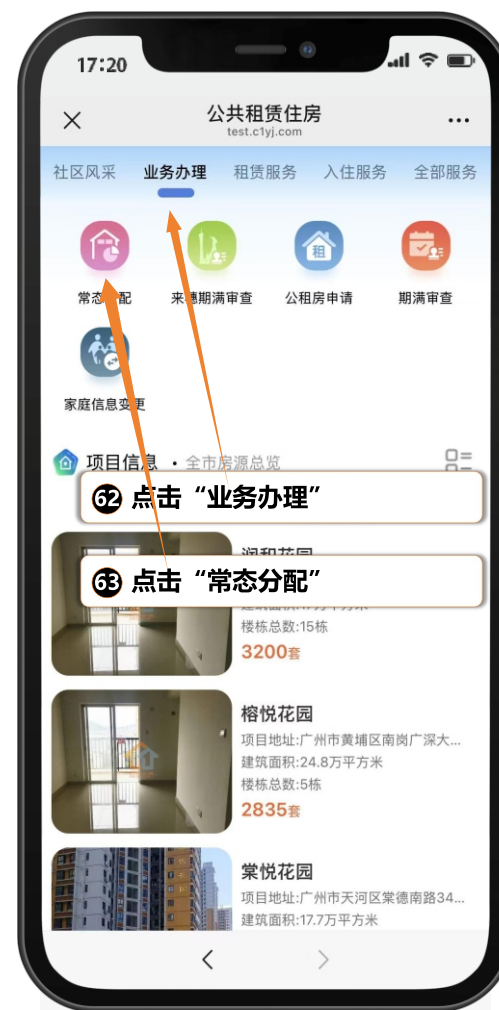 17:20
公共租赁住房
test.c1yj.com
社区风采 业务办理 租赁服务 入住服务 全部服务
常态分配 来穗期满审查 公租房申请 期满审查
家庭信息变更
项目信息 · 全市房源总览
62 点击“业务办理”
润和花园
63 点击“常态分配”
楼栋总数:15栋
3200套
榕悦花园
项目地址:广州市黄埔区南岗广深大...
建筑面积:24.8万平方米
楼栋总数:5栋
2835套
棠悦花园
项目地址:广州市天河区棠德南路34...
建筑面积:17.7万平方米